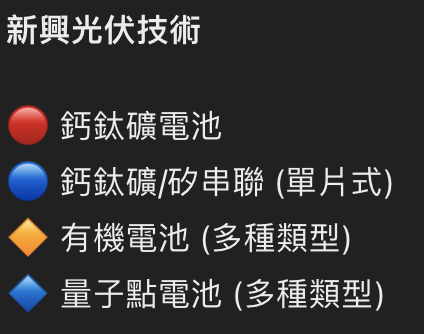 新興光伏技術
鈣鈦礦電池
鈣鈦礦/矽串聯 (單片式)
有機電池 (多種類型)
量子點電池 (多種類型)